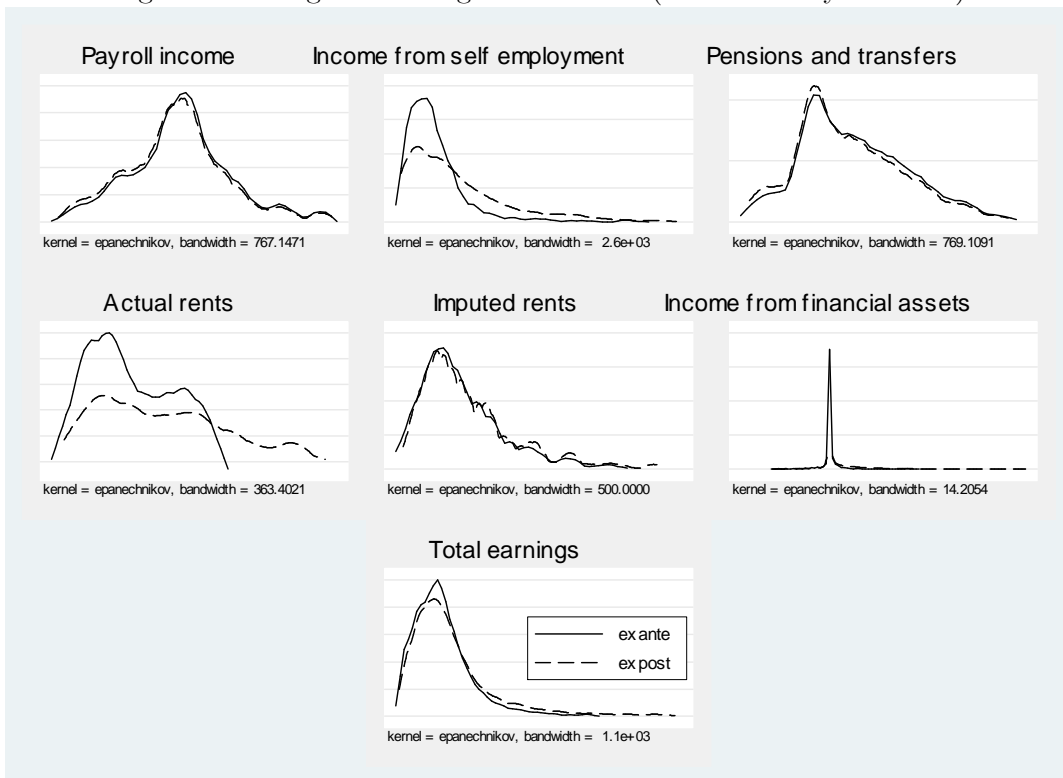 Payroll income
Income from self employment
Pensions and transfers
kernel = epanechnikov, bandwidth = 767.1471
kernel = epanechnikov, bandwidth = 2.6e+03
kernel = epanechnikov, bandwidth = 769.1091
Actual rents
Imputed rents
Income from financial assets
kernel = epanechnikov, bandwidth = 363.4021
kernel = epanechnikov, bandwidth = 500.0000
kernel = epanechnikov, bandwidth = 14.2054
Total earnings
ex ante
ex post
kernel = epanechnikov, bandwidth = 1.1e+03